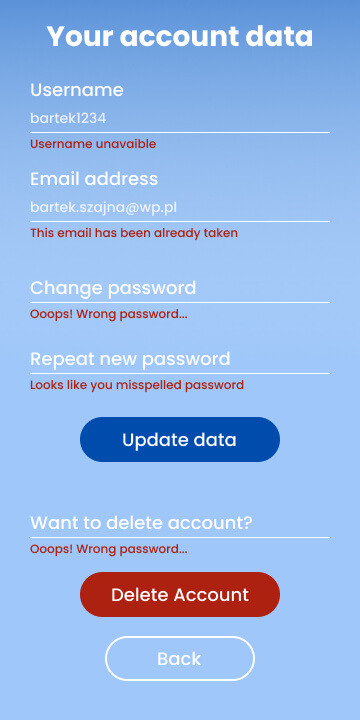 Your account data
Username
bartek1234
Username unavaible
Email address
bartek.szajna@wp.pl
This email has been already taken
Change password
Ooops! Wrong password...
Repeat new password
Looks like you misspelled password
Update data
Want to delete account?
Ooops! Wrong password...
Delete Account
Back